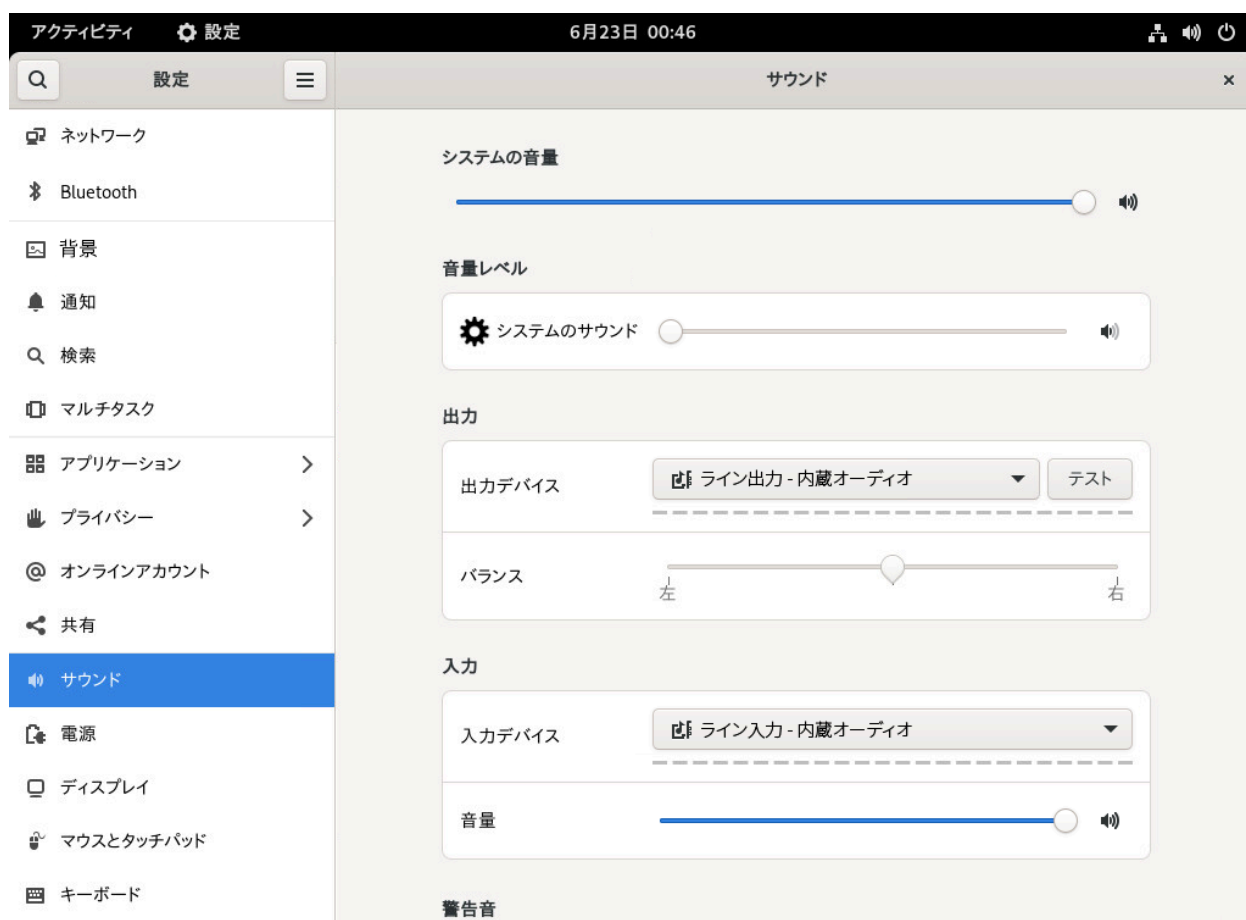 アクティビティ 設定 6月23日 00:46
設定
サウンド
ネットワーク
Bluetooth
背景
通知
検索
マルチタスク
アプリケーション
プライバシー
オンラインアカウント
共有
サウンド
電源
ディスプレイ
マウスとタッチパッド
キーボード
システムの音量
音量レベル
システムのサウンド
出力
出力デバイス ライン出力 - 内蔵オーディオ テスト
バランス
左 右
入力
入力デバイス ライン入力 - 内蔵オーディオ
音量
警告音